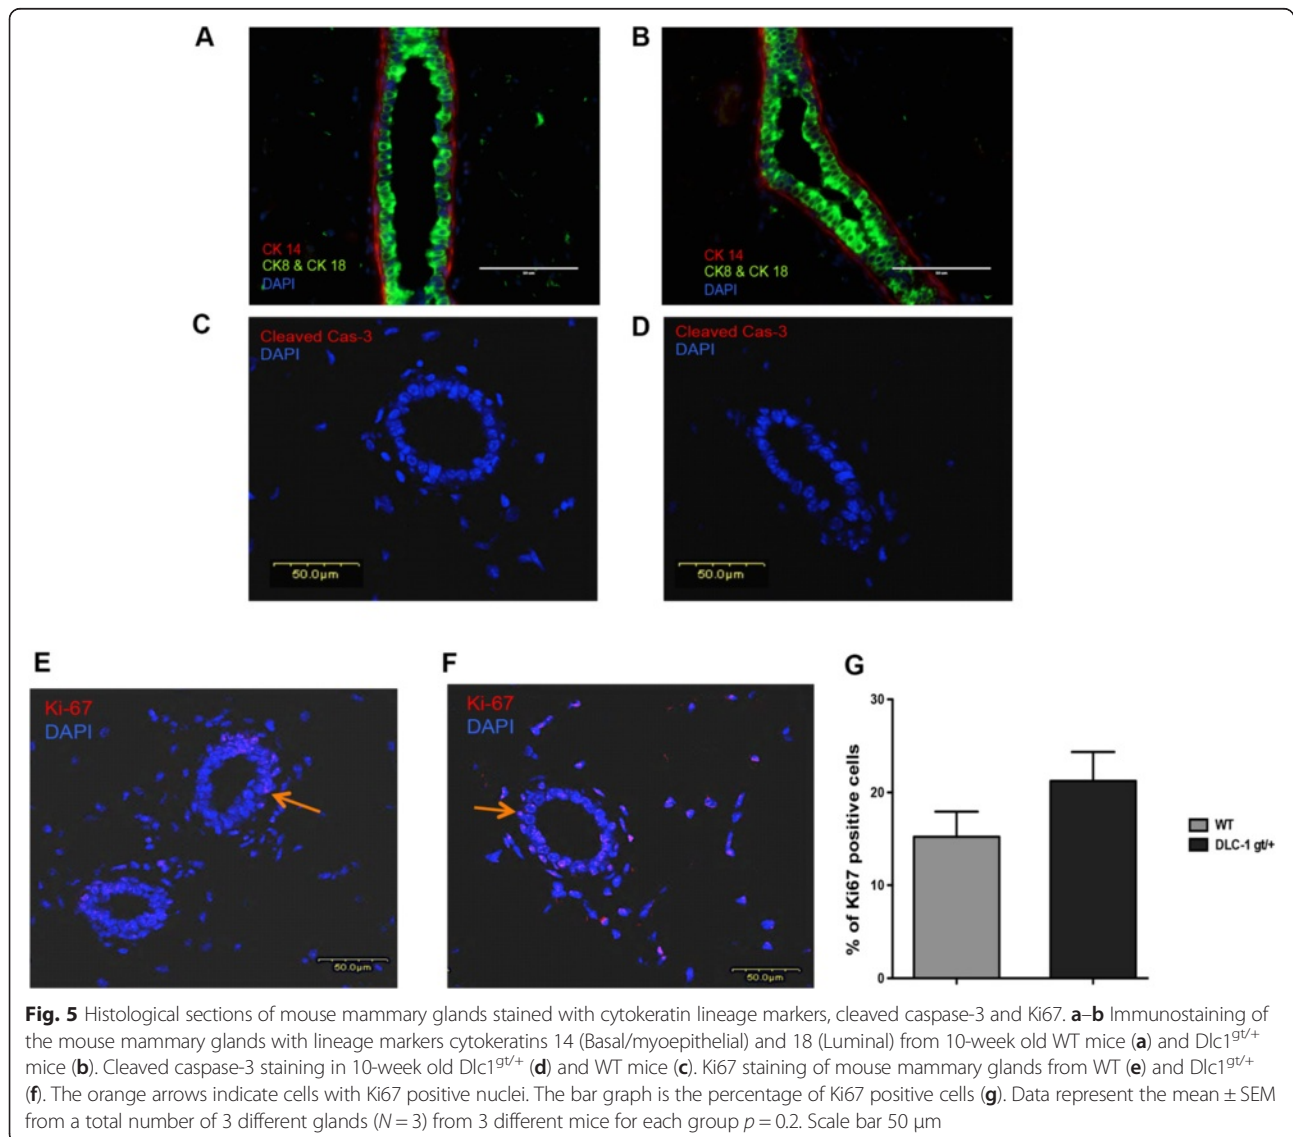 A
B
CK 14
CK8 & CK 18
DAPI
CK 14
CK8 & CK 18
DAPI
C
D
Cleaved Cas-3
DAPI
Cleaved Cas-3
DAPI
50.0µm
50.0µm
E
F
G
Ki-67
DAPI
50.0µm
Ki-67
DAPI
50.0µm
% of Ki67 positive cells
30
20
10
0
WT
DLC-1 gt/+
Fig. 5 Histological sections of mouse mammary glands stained with cytokeratin lineage markers, cleaved caspase-3 and Ki67. a–b Immunostaining of
the mouse mammary glands with lineage markers cytokeratins 14 (Basal/myoepithelial) and 18 (Luminal) from 10-week old WT mice (a) and Dlc1gt/+
mice (b). Cleaved caspase-3 staining in 10-week old Dlc1gt/+ (d) and WT mice (c). Ki67 staining of mouse mammary glands from WT (e) and Dlc1gt/+
(f). The orange arrows indicate cells with Ki67 positive nuclei. The bar graph is the percentage of Ki67 positive cells (g). Data represent the mean ± SEM
from a total number of 3 different glands (N = 3) from 3 different mice for each group p = 0.2. Scale bar 50 µm